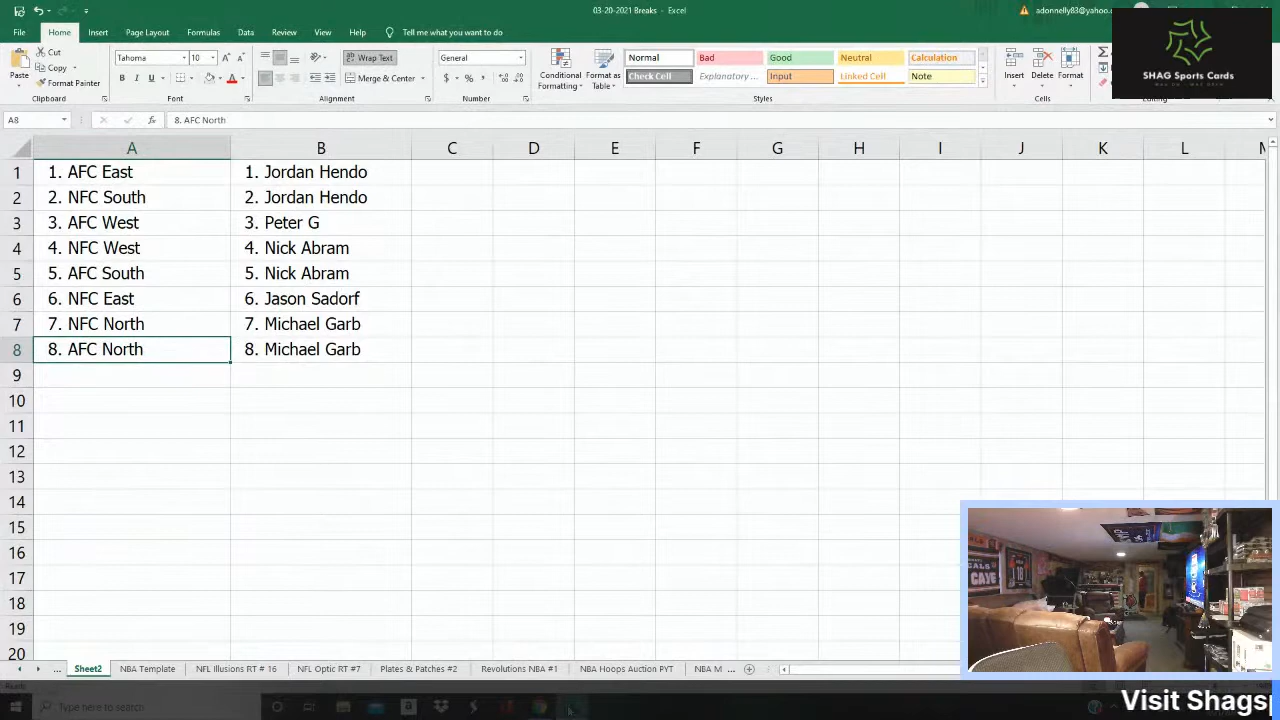 03-20-2021 Breaks - Excel
adonnelly83@yahoo.c
File Home Insert Page Layout Formulas Data Review View Help Tell me what you want to do
Cut
Copy
Format Painter
Paste
Clipboard
Tahoma 10
B I U
Font
Wrap Text
Merge & Center
Alignment
General
$ % ,
Number
Conditional Formatting
Format as Table
Normal Bad Good Neutral Calculation
Check Cell Explanatory ... Input Linked Cell Note
Styles
Insert Delete Format
Cells
SHAG Sports Cards
A8
fx 8. AFC North
A B C D E F G H I J K L M
1 1. AFC East 1. Jordan Hendo
2 2. NFC South 2. Jordan Hendo
3 3. AFC West 3. Peter G
4 4. NFC West 4. Nick Abram
5 5. AFC South 5. Nick Abram
6 6. NFC East 6. Jason Sadorf
7 7. NFC North 7. Michael Garb
8 8. AFC North 8. Michael Garb
9
10
11
12
13
14
15
16
17
18
19
20
CAVE
18
... Sheet2 NBA Template NFL Illusions RT # 16 NFL Optic RT #7 Plates & Patches #2 Revolutions NBA #1 NBA Hoops Auction PYT NBA M ...
Ready
Type here to search
Visit Shagsp